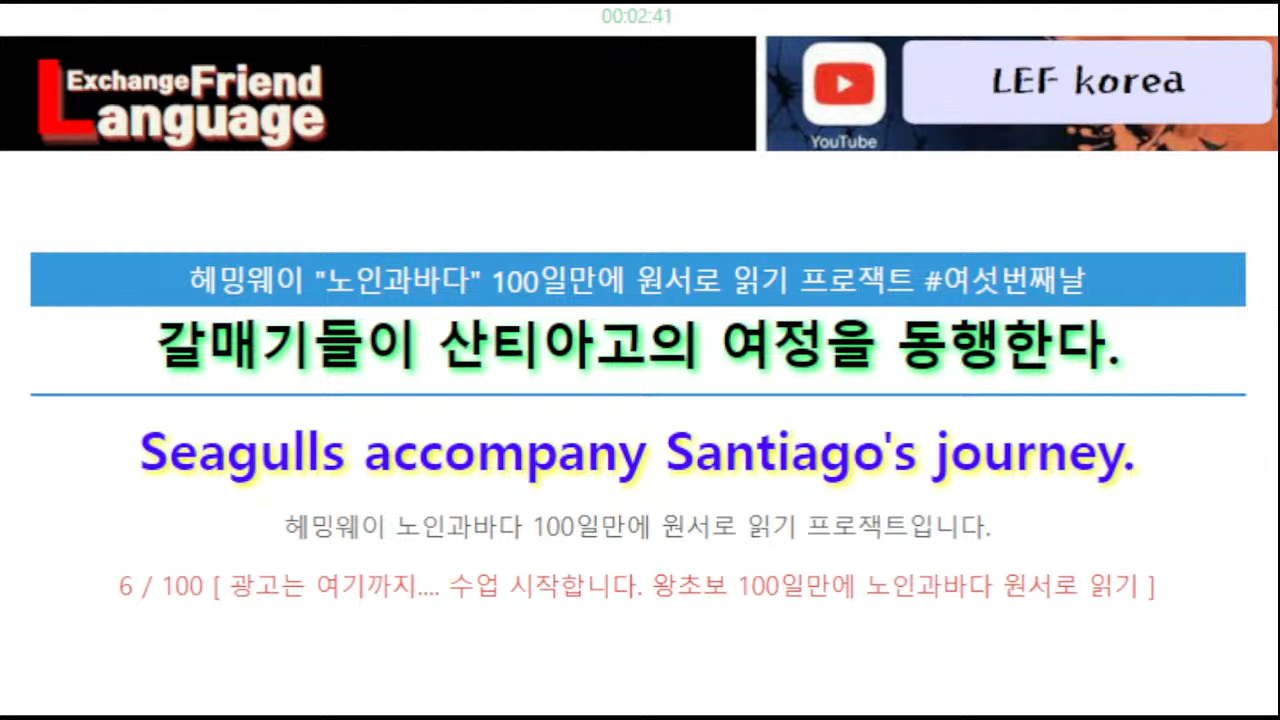 00:02:41
ExchangeFriend
Language
LEF korea
YouTube
헤밍웨이 "노인과바다" 100일만에 원서로 읽기 프로잭트 #여섯번째날
갈매기들이 산티아고의 여정을 동행한다.
Seagulls accompany Santiago's journey.
헤밍웨이 노인과바다 100일만에 원서로 읽기 프로잭트입니다.
6 / 100 [ 광고는 여기까지.... 수업 시작합니다. 왕초보 100일만에 노인과바다 원서로 읽기 ]